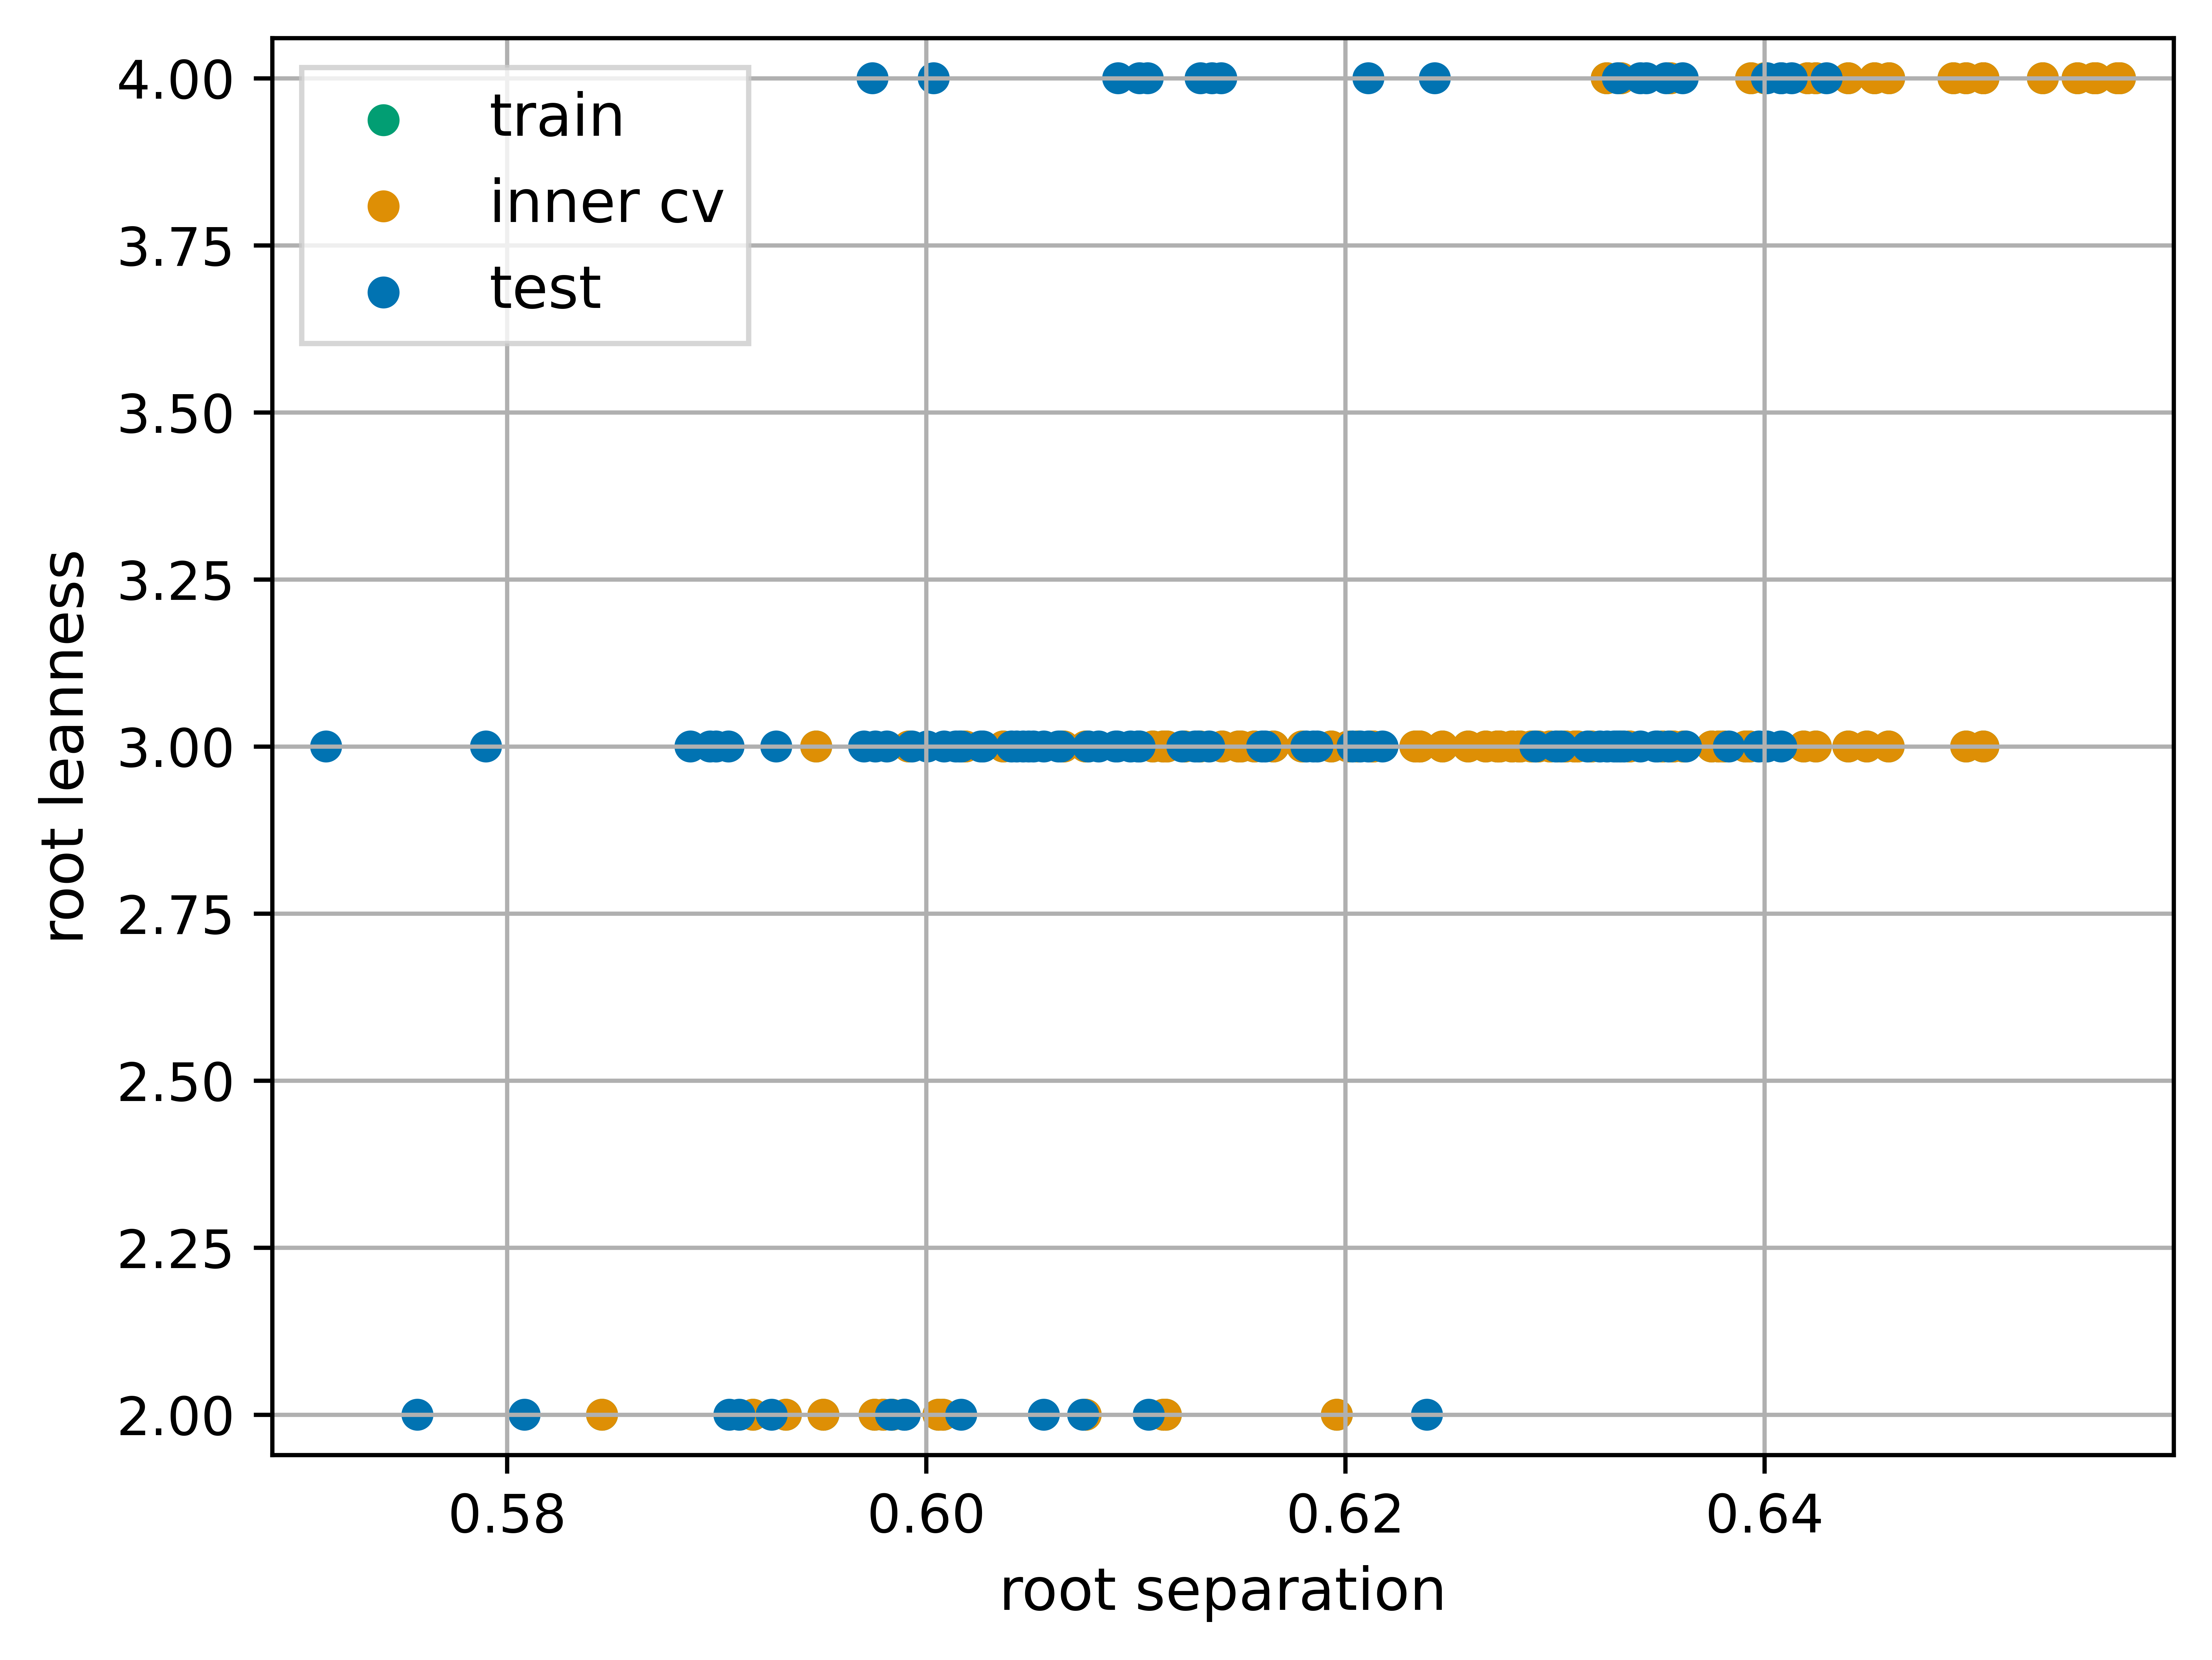 4.00
3.75
3.50
3.25
3.00
2.75
2.50
2.25
2.00
root leanness
train
inner cv
test
0.58 0.60 0.62 0.64
root separation